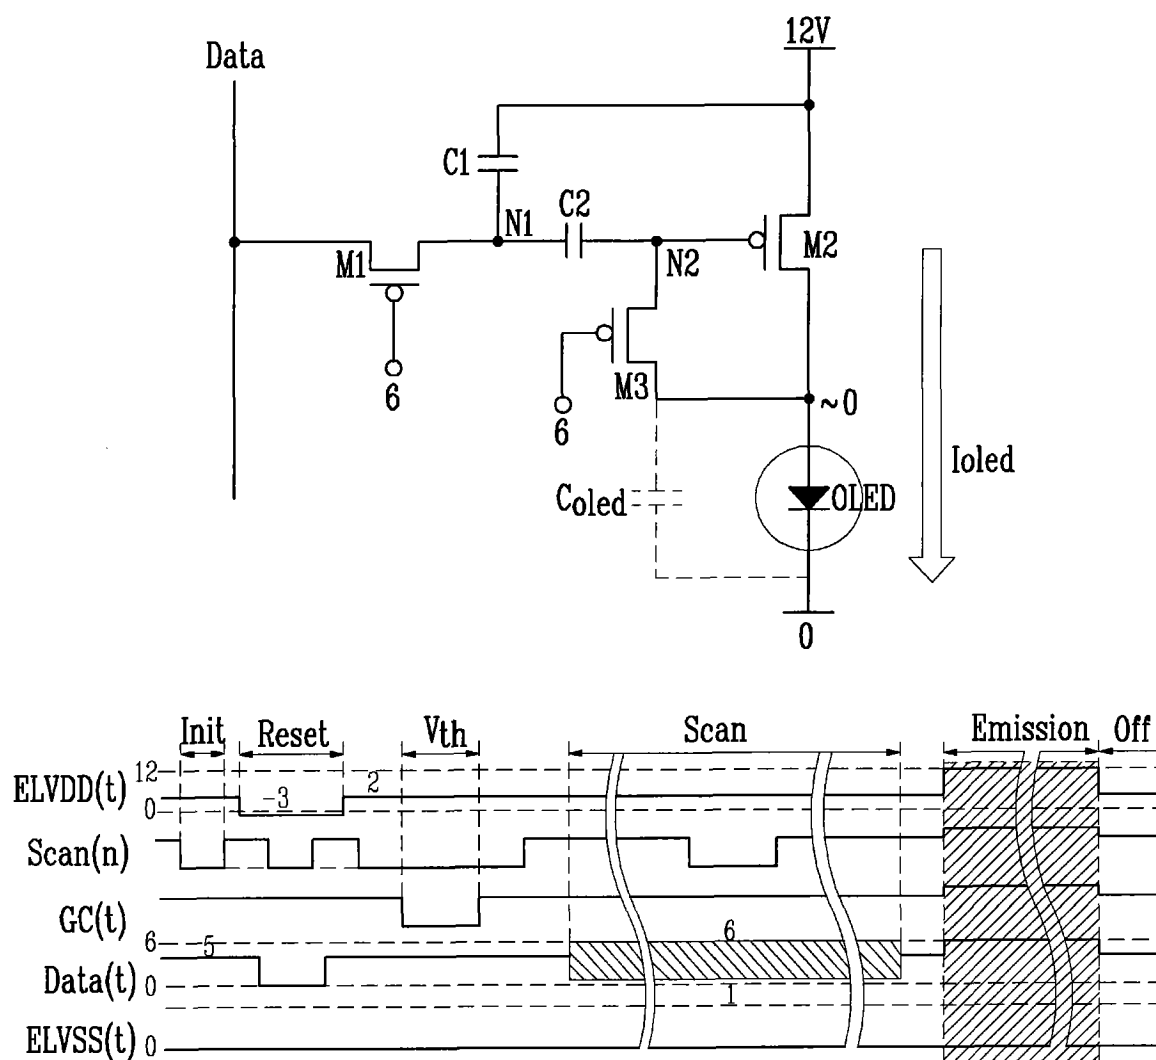 12V
Data
C1
N1
C2
M1
N2
M2
6
M3
6
~0
Coled
OLED
Ioled
0
Init
Reset
Vth
Scan
Emission
Off
ELVDD(t)
12
0
-3
2
Scan(n)
GC(t)
Data(t)
6
5
0
6
1
ELVSS(t)
0